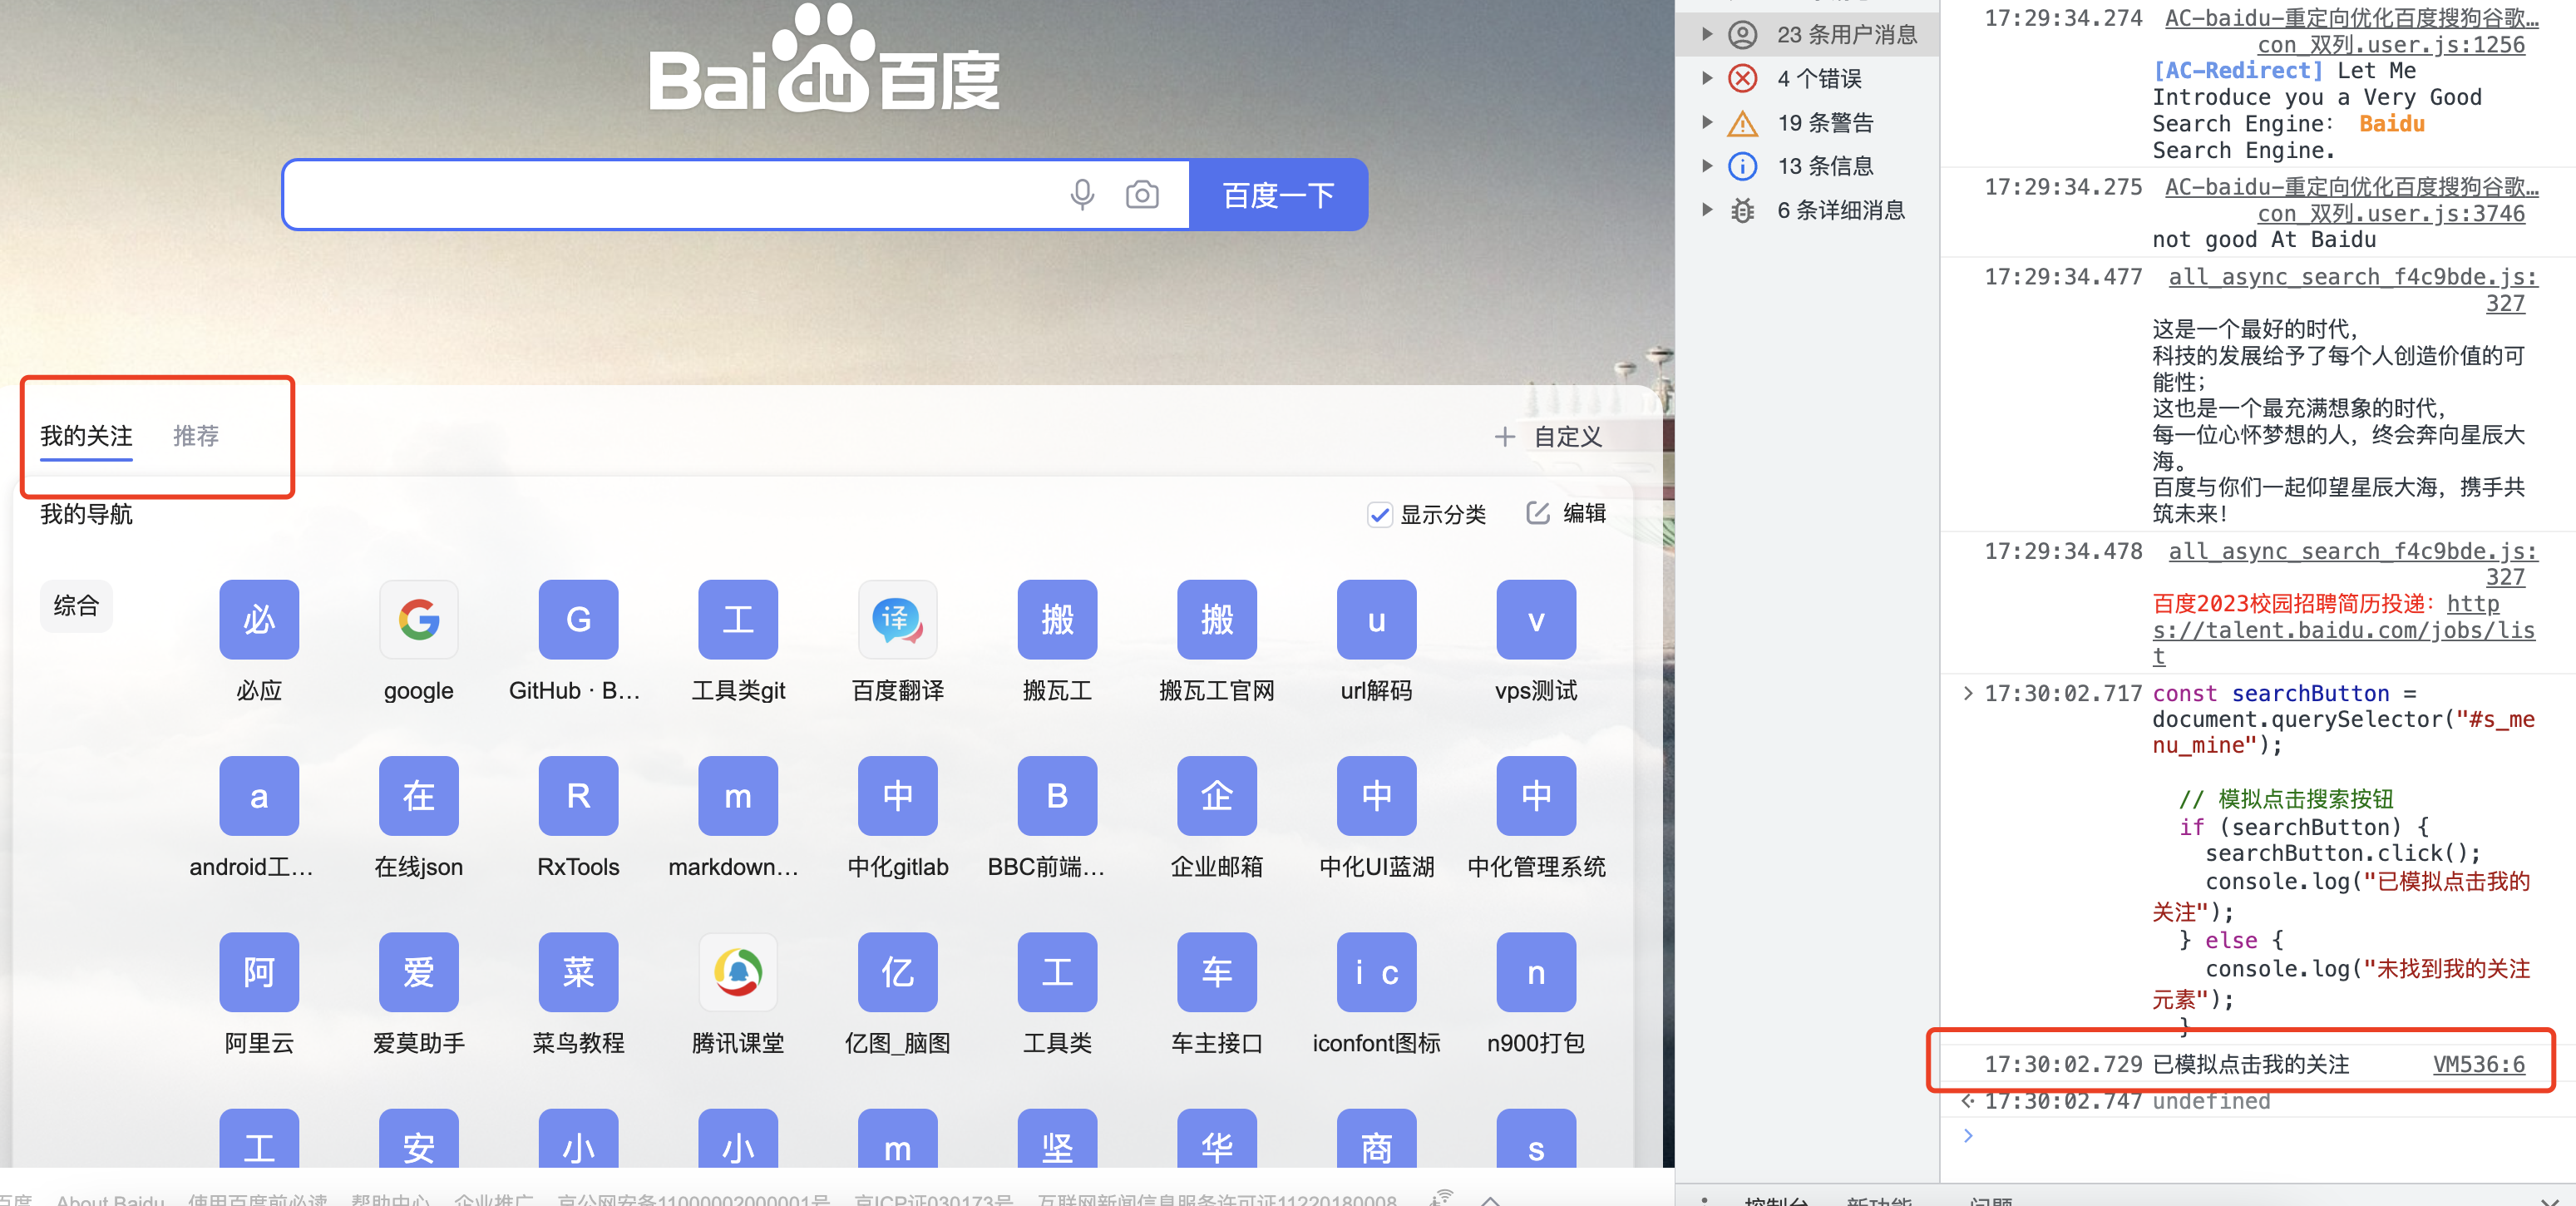 Bai du 百度
百度一下
我的关注 推荐
+ 自定义
我的导航
显示分类 编辑
综合
必 G 工 译 搬 搬 u v
必应 google GitHub · B... 工具类git 百度翻译 搬瓦工 搬瓦工官网 url解码 vps测试
a 在 R m 中 B 企 中 中
android工... 在线json RxTools markdown... 中化gitlab BBC前端... 企业邮箱 中化UI蓝湖 中化管理系统
阿 爱 菜 亿 工 车 i c n
阿里云 爱莫助手 菜鸟教程 腾讯课堂 亿图_脑图 工具类 车主接口 iconfont图标 n900打包
工 安 小 小 m 坚 华 商 s
百度 About Baidu 使用百度前必读 帮助中心 企业推广 京公网安备11000002000001号 京ICP证030173号 互联网新闻信息服务许可证11220180008
23 条用户消息
4 个错误
19 条警告
13 条信息
6 条详细消息
17:29:34.274 AC-baidu-重定向优化百度搜狗谷歌…
con_双列.user.js:1256
[AC-Redirect] Let Me
Introduce you a Very Good
Search Engine: Baidu
Search Engine.
17:29:34.275 AC-baidu-重定向优化百度搜狗谷歌…
con_双列.user.js:3746
not good At Baidu
17:29:34.477 all_async_search_f4c9bde.js:
327
这是一个最好的时代，
科技的发展给予了每个人创造价值的可
能性；
这也是一个最充满想象的时代，
每一位心怀梦想的人，终会奔向星辰大
海。
百度与你们一起仰望星辰大海，携手共
筑未来！
17:29:34.478 all_async_search_f4c9bde.js:
327
百度2023校园招聘简历投递：http
s://talent.baidu.com/jobs/lis
t
17:30:02.717 const searchButton =
document.querySelector("#s_me
nu_mine");
// 模拟点击搜索按钮
if (searchButton) {
searchButton.click();
console.log("已模拟点击我的
关注");
} else {
console.log("未找到我的关注
元素");
}
17:30:02.729 已模拟点击我的关注 VM536:6
17:30:02.747 undefined
控制台 新功能 问题